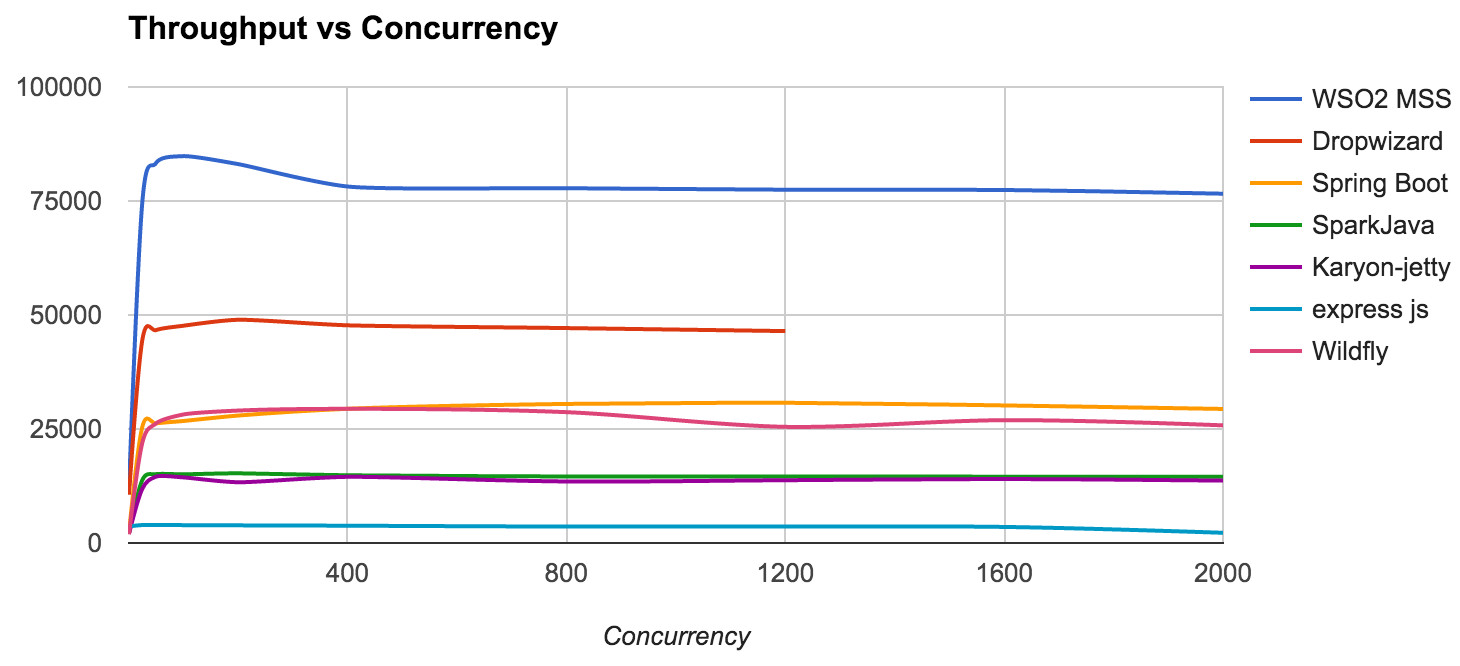 Throughput vs Concurrency
100000
75000
50000
25000
0
400 800 1200 1600 2000
Concurrency
WSO2 MSS
Dropwizard
Spring Boot
SparkJava
Karyon-jetty
express js
Wildfly